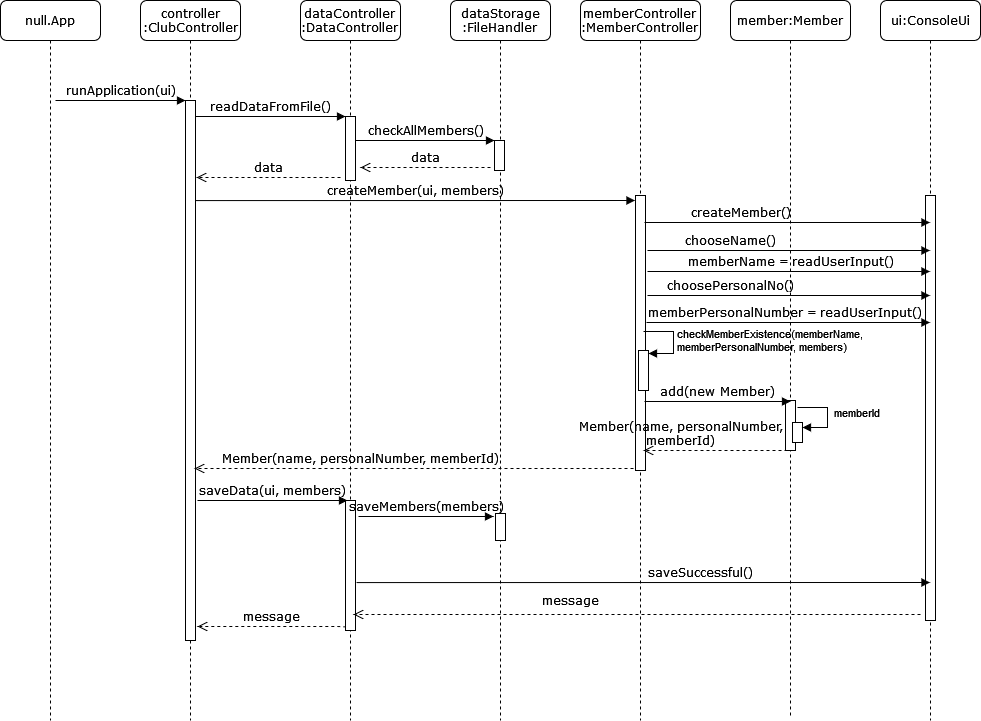 null.App
controller
:ClubController
dataController
:DataController
dataStorage
:FileHandler
memberController
:MemberController
member:Member
ui:ConsoleUi
runApplication(ui)
readDataFromFile()
checkAllMembers()
data
data
createMember(ui, members)
createMember()
chooseName()
memberName = readUserInput()
choosePersonalNo()
memberPersonalNumber = readUserInput()
checkMemberExistence(memberName,
memberPersonalNumber, members)
add(new Member)
memberId
Member(name, personalNumber,
memberId)
Member(name, personalNumber, memberId)
saveData(ui, members)
saveMembers(members)
saveSuccessful()
message
message